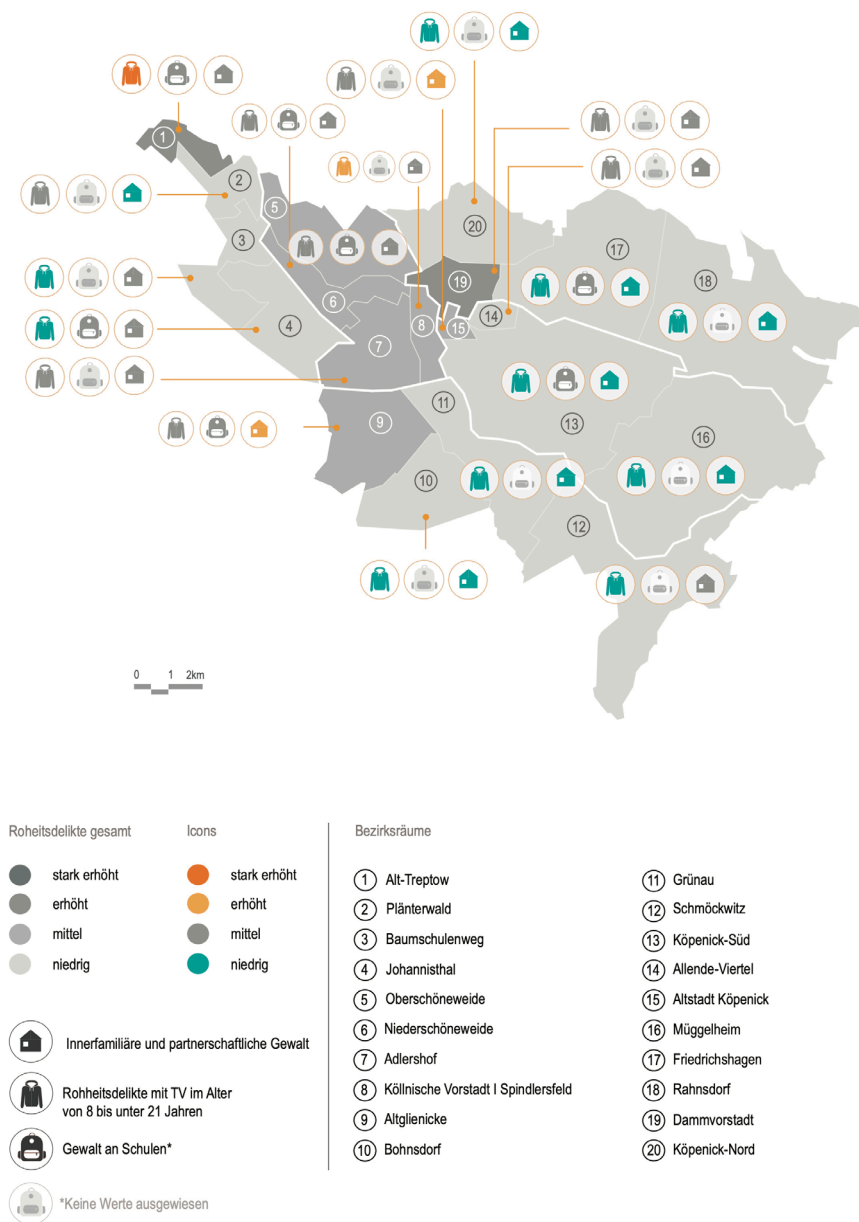 1
2
20
5
3
17
19
18
6
14
15
8
4
7
11
9
13
16
10
12
0 1 2km
Roheitsdelikte gesamt
stark erhöht
erhöht
mittel
niedrig
Icons
stark erhöht
erhöht
mittel
niedrig
Innerfamiliäre und partnerschaftliche Gewalt
Rohheitsdelikte mit TV im Alter
von 8 bis unter 21 Jahren
Gewalt an Schulen*
*Keine Werte ausgewiesen
Bezirksräume
1 Alt-Treptow
2 Plänterwald
3 Baumschulenweg
4 Johannisthal
5 Oberschöneweide
6 Niederschöneweide
7 Adlershof
8 Köllnische Vorstadt I Spindlersfeld
9 Altglienicke
10 Bohnsdorf
11 Grünau
12 Schmöckwitz
13 Köpenick-Süd
14 Allende-Viertel
15 Altstadt Köpenick
16 Müggelheim
17 Friedrichshagen
18 Rahnsdorf
19 Dammvorstadt
20 Köpenick-Nord